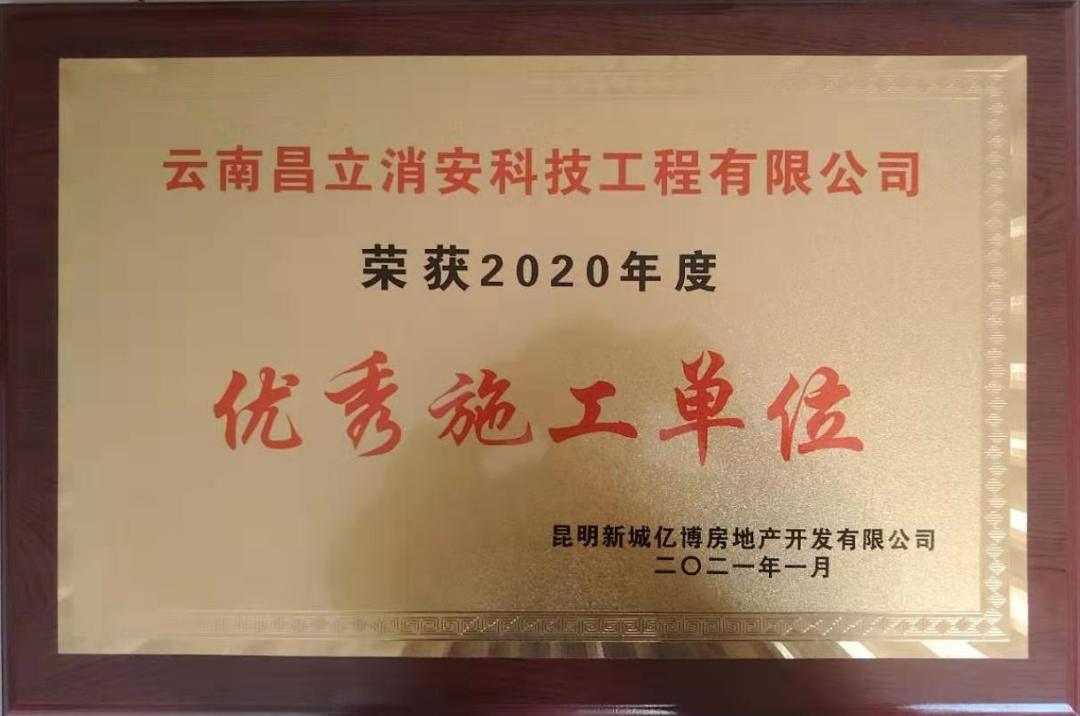 云南昌立消安科技工程有限公司
荣获2020年度
优秀施工单位
昆明新城亿博房地产开发有限公司
二〇二一年一月